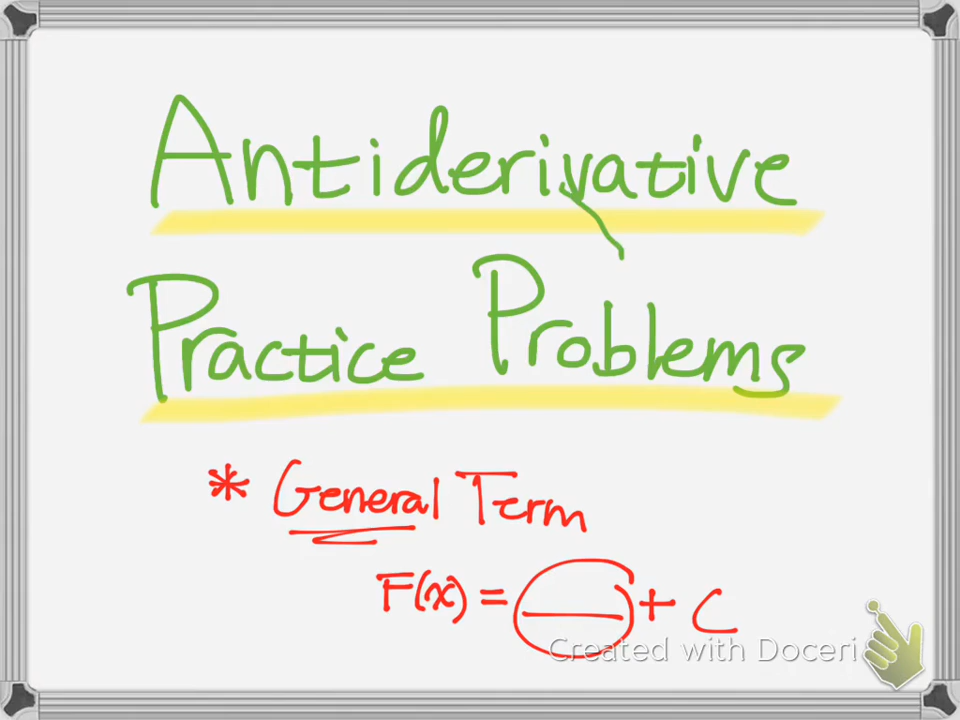 Antiderivative
Practice Problems
* General Term
F(x) = ___ + C
Created with Doceri